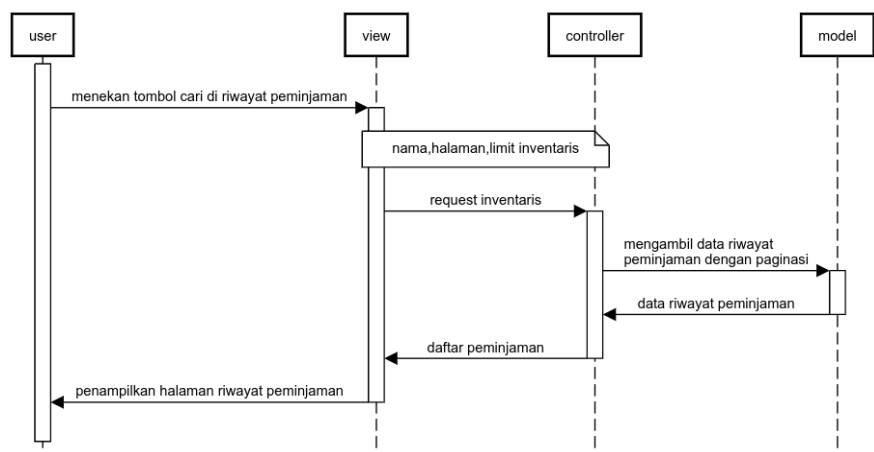 user
view
controller
model
menekan tombol cari di riwayat peminjaman
nama,halaman,limit inventaris
request inventaris
mengambil data riwayat
peminjaman dengan paginasi
data riwayat peminjaman
daftar peminjaman
penampilkan halaman riwayat peminjaman